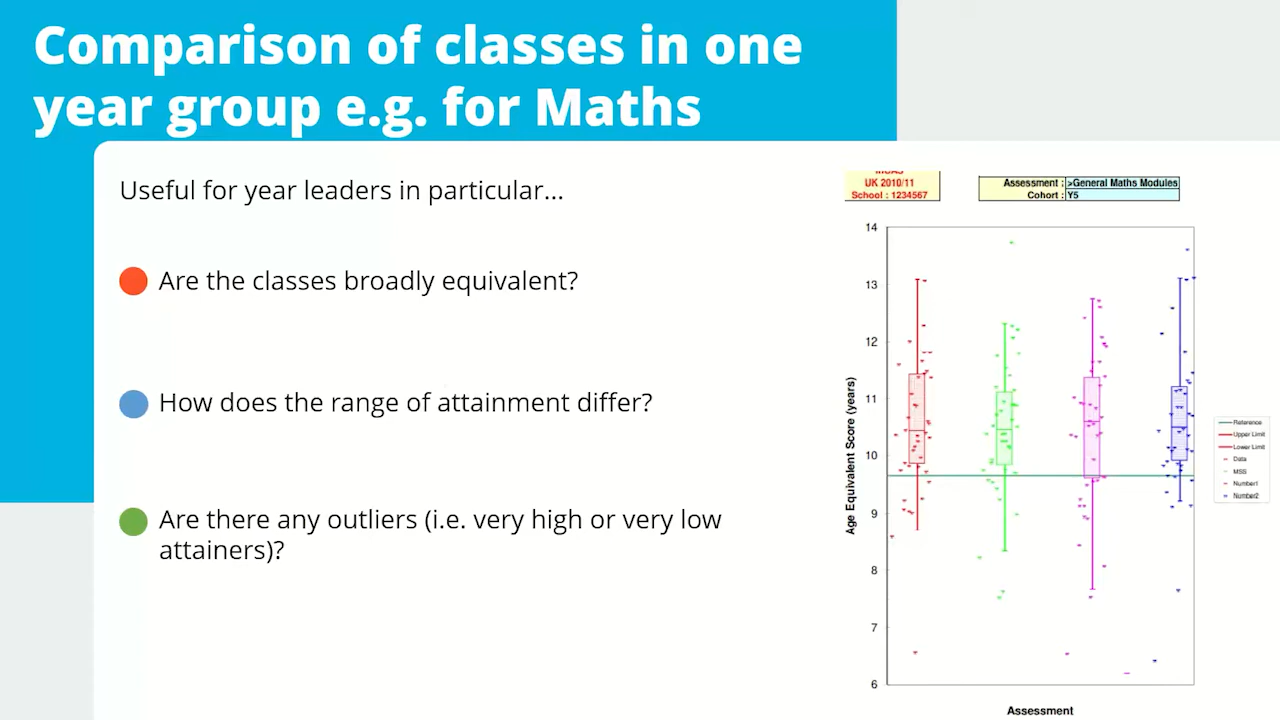 Comparison of classes in one
year group e.g. for Maths
Useful for year leaders in particular...
Are the classes broadly equivalent?
How does the range of attainment differ?
Are there any outliers (i.e. very high or very low
attainers)?
UK 2010/11
School : 1234567
Assessment : >General Maths Modules
Cohort : Y5
Age Equivalent Score (years)
14
13
12
11
10
9
8
7
6
Assessment
Reference
Upper Limit
Lower Limit
Data
MSS
Number1
Number2